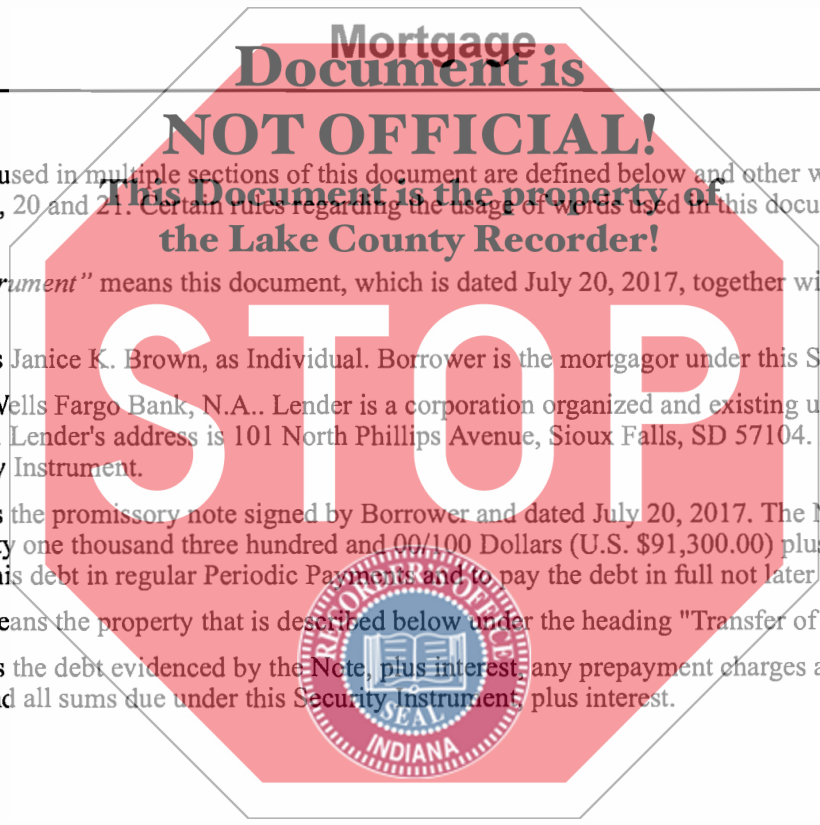 Mortgage
Document is
NOT OFFICIAL!
used in multiple sections of this document are defined below and other w
This Document is the property of
, 20 and 21. Certain rules regarding the usage of words used in this docu
the Lake County Recorder!
rument" means this document, which is dated July 20, 2017, together wi
STOP
s Janice K. Brown, as Individual. Borrower is the mortgagor under this S
Wells Fargo Bank, N.A.. Lender is a corporation organized and existing u
. Lender's address is 101 North Phillips Avenue, Sioux Falls, SD 57104.
y Instrument.
s the promissory note signed by Borrower and dated July 20, 2017. The N
ty one thousand three hundred and 00/100 Dollars (U.S. $91,300.00) plus
his debt in regular Periodic Payments and to pay the debt in full not later
eans the property that is described below under the heading "Transfer of
s the debt evidenced by the Note, plus interest, any prepayment charges a
nd all sums due under this Security Instrument, plus interest.
RECORDER'S OFFICE
SEAL
INDIANA